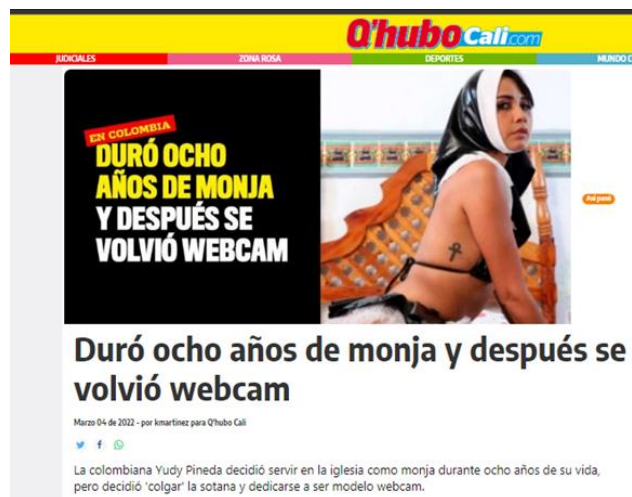 Q'hubo Cali.com
JUDICIALES ZONA ROSA DEPORTES MUNDO C
EN COLOMBIA
DURÓ OCHO
AÑOS DE MONJA
Y DESPUÉS SE
VOLVIÓ WEBCAM
Así pasó
Duró ocho años de monja y después se
volvió webcam
Marzo 04 de 2022 - por kmartinez para Q'hubo Cali
La colombiana Yudy Pineda decidió servir en la iglesia como monja durante ocho años de su vida,
pero decidió 'colgar' la sotana y dedicarse a ser modelo webcam.